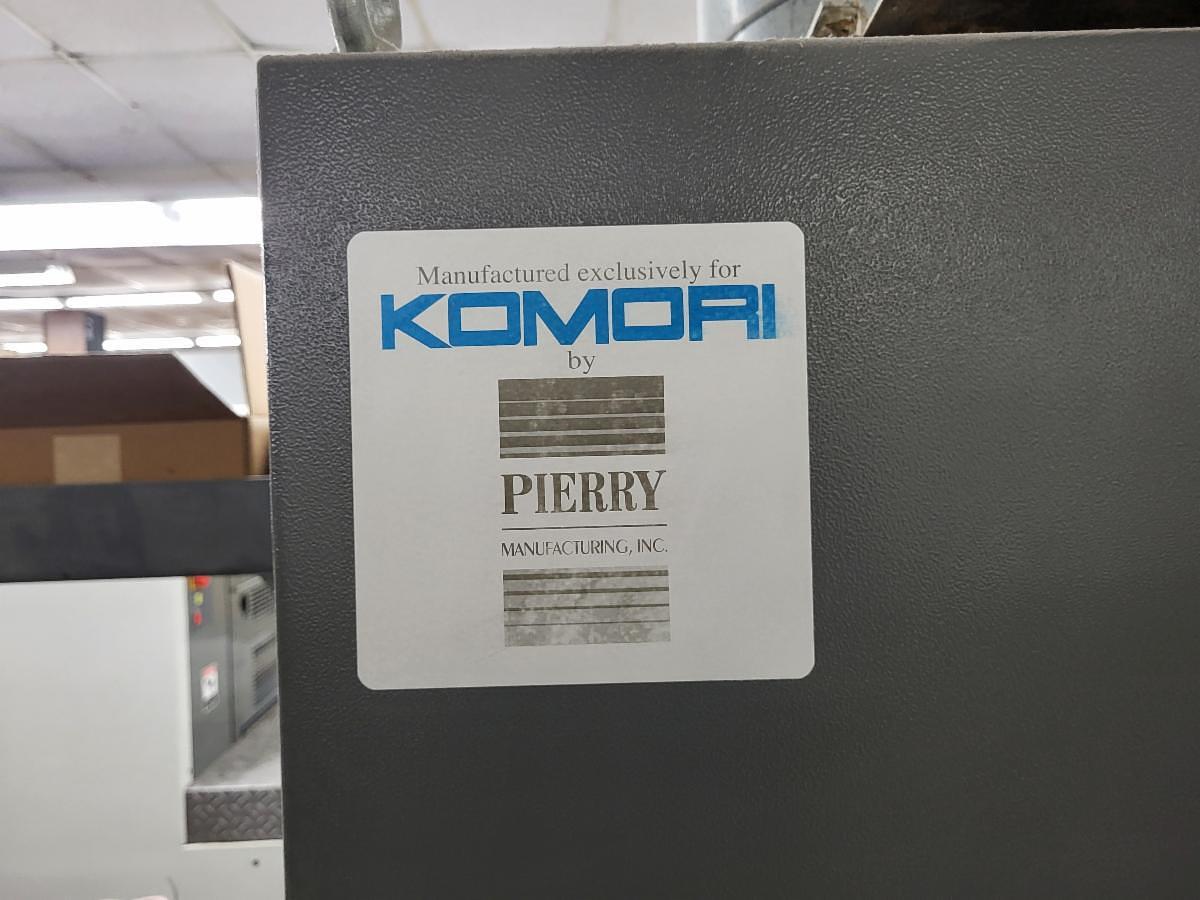 Manufactured exclusively for
KOMORI
by
PIERRY
MANUFACTURING, INC.